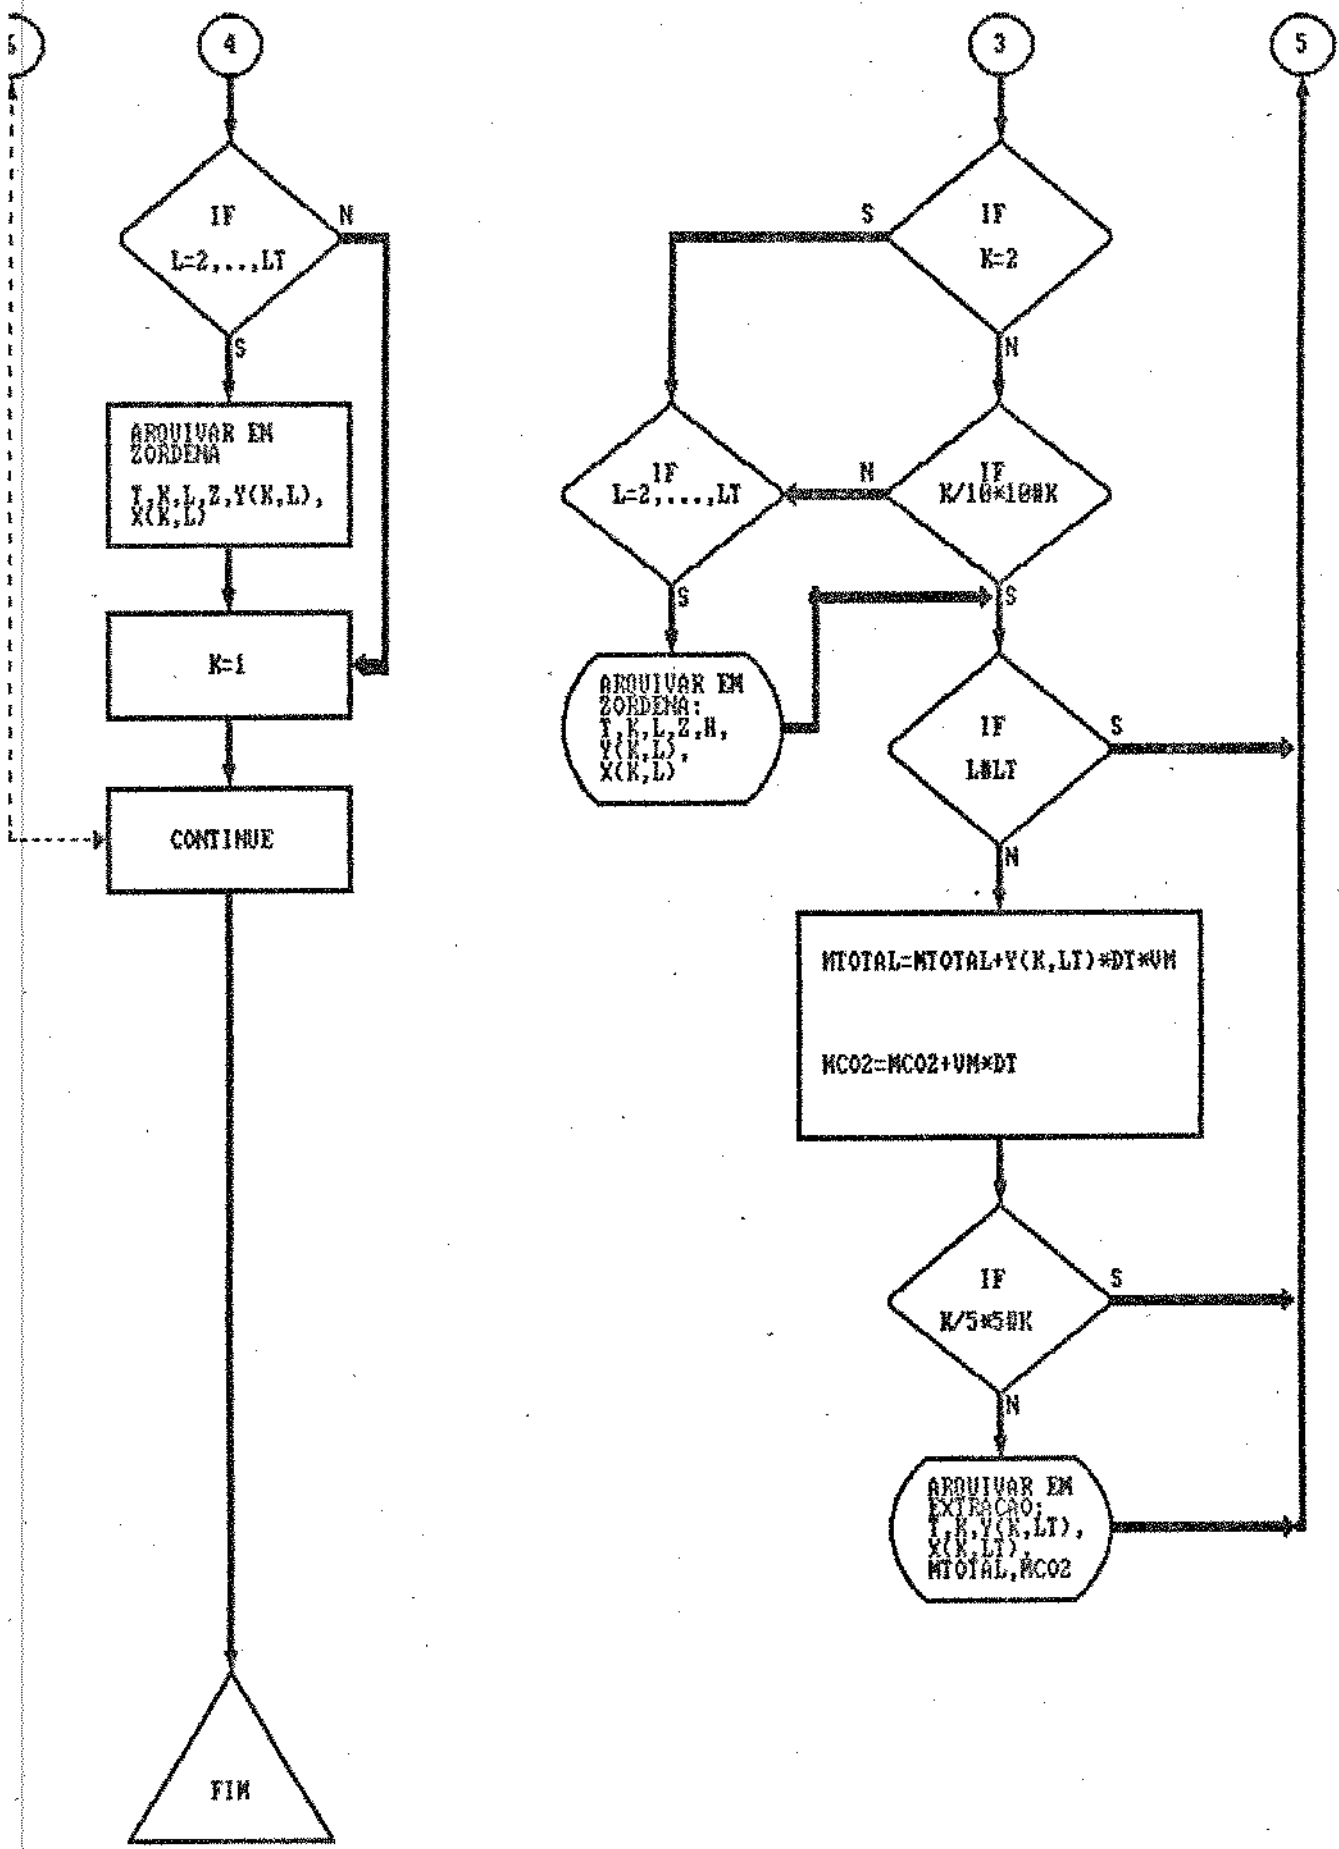 4
IF
L=2,..,LT
N
S
ARQUIVAR EM
ZORDENA
T,K,L,Z,Y(K,L),
X(K,L)
K=1
CONTINUE
FIM
3
S
IF
K=2
N
IF
L=2,....,LT
N
IF
K/10*10#K
S
S
ARQUIVAR EM
ZORDENA:
T,K,L,Z,H,
Y(K,L),
X(K,L)
IF
L#LT
S
N
MTOTAL=MTOTAL+Y(K,LT)*DT*VM
MCO2=MCO2+VM*DT
IF
K/5*5#K
S
N
ARQUIVAR EM
EXTRACAO:
T,K,Y(K,LT),
X(K,LT),
MTOTAL,MCO2
5